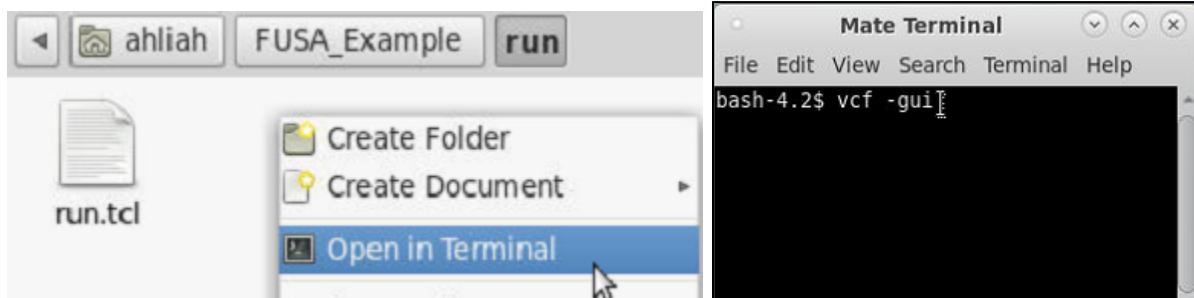 ahliah FUSA_Example run
run.tcl
Create Folder
Create Document
Open in Terminal
Mate Terminal
File Edit View Search Terminal Help
bash-4.2$ vcf -gui